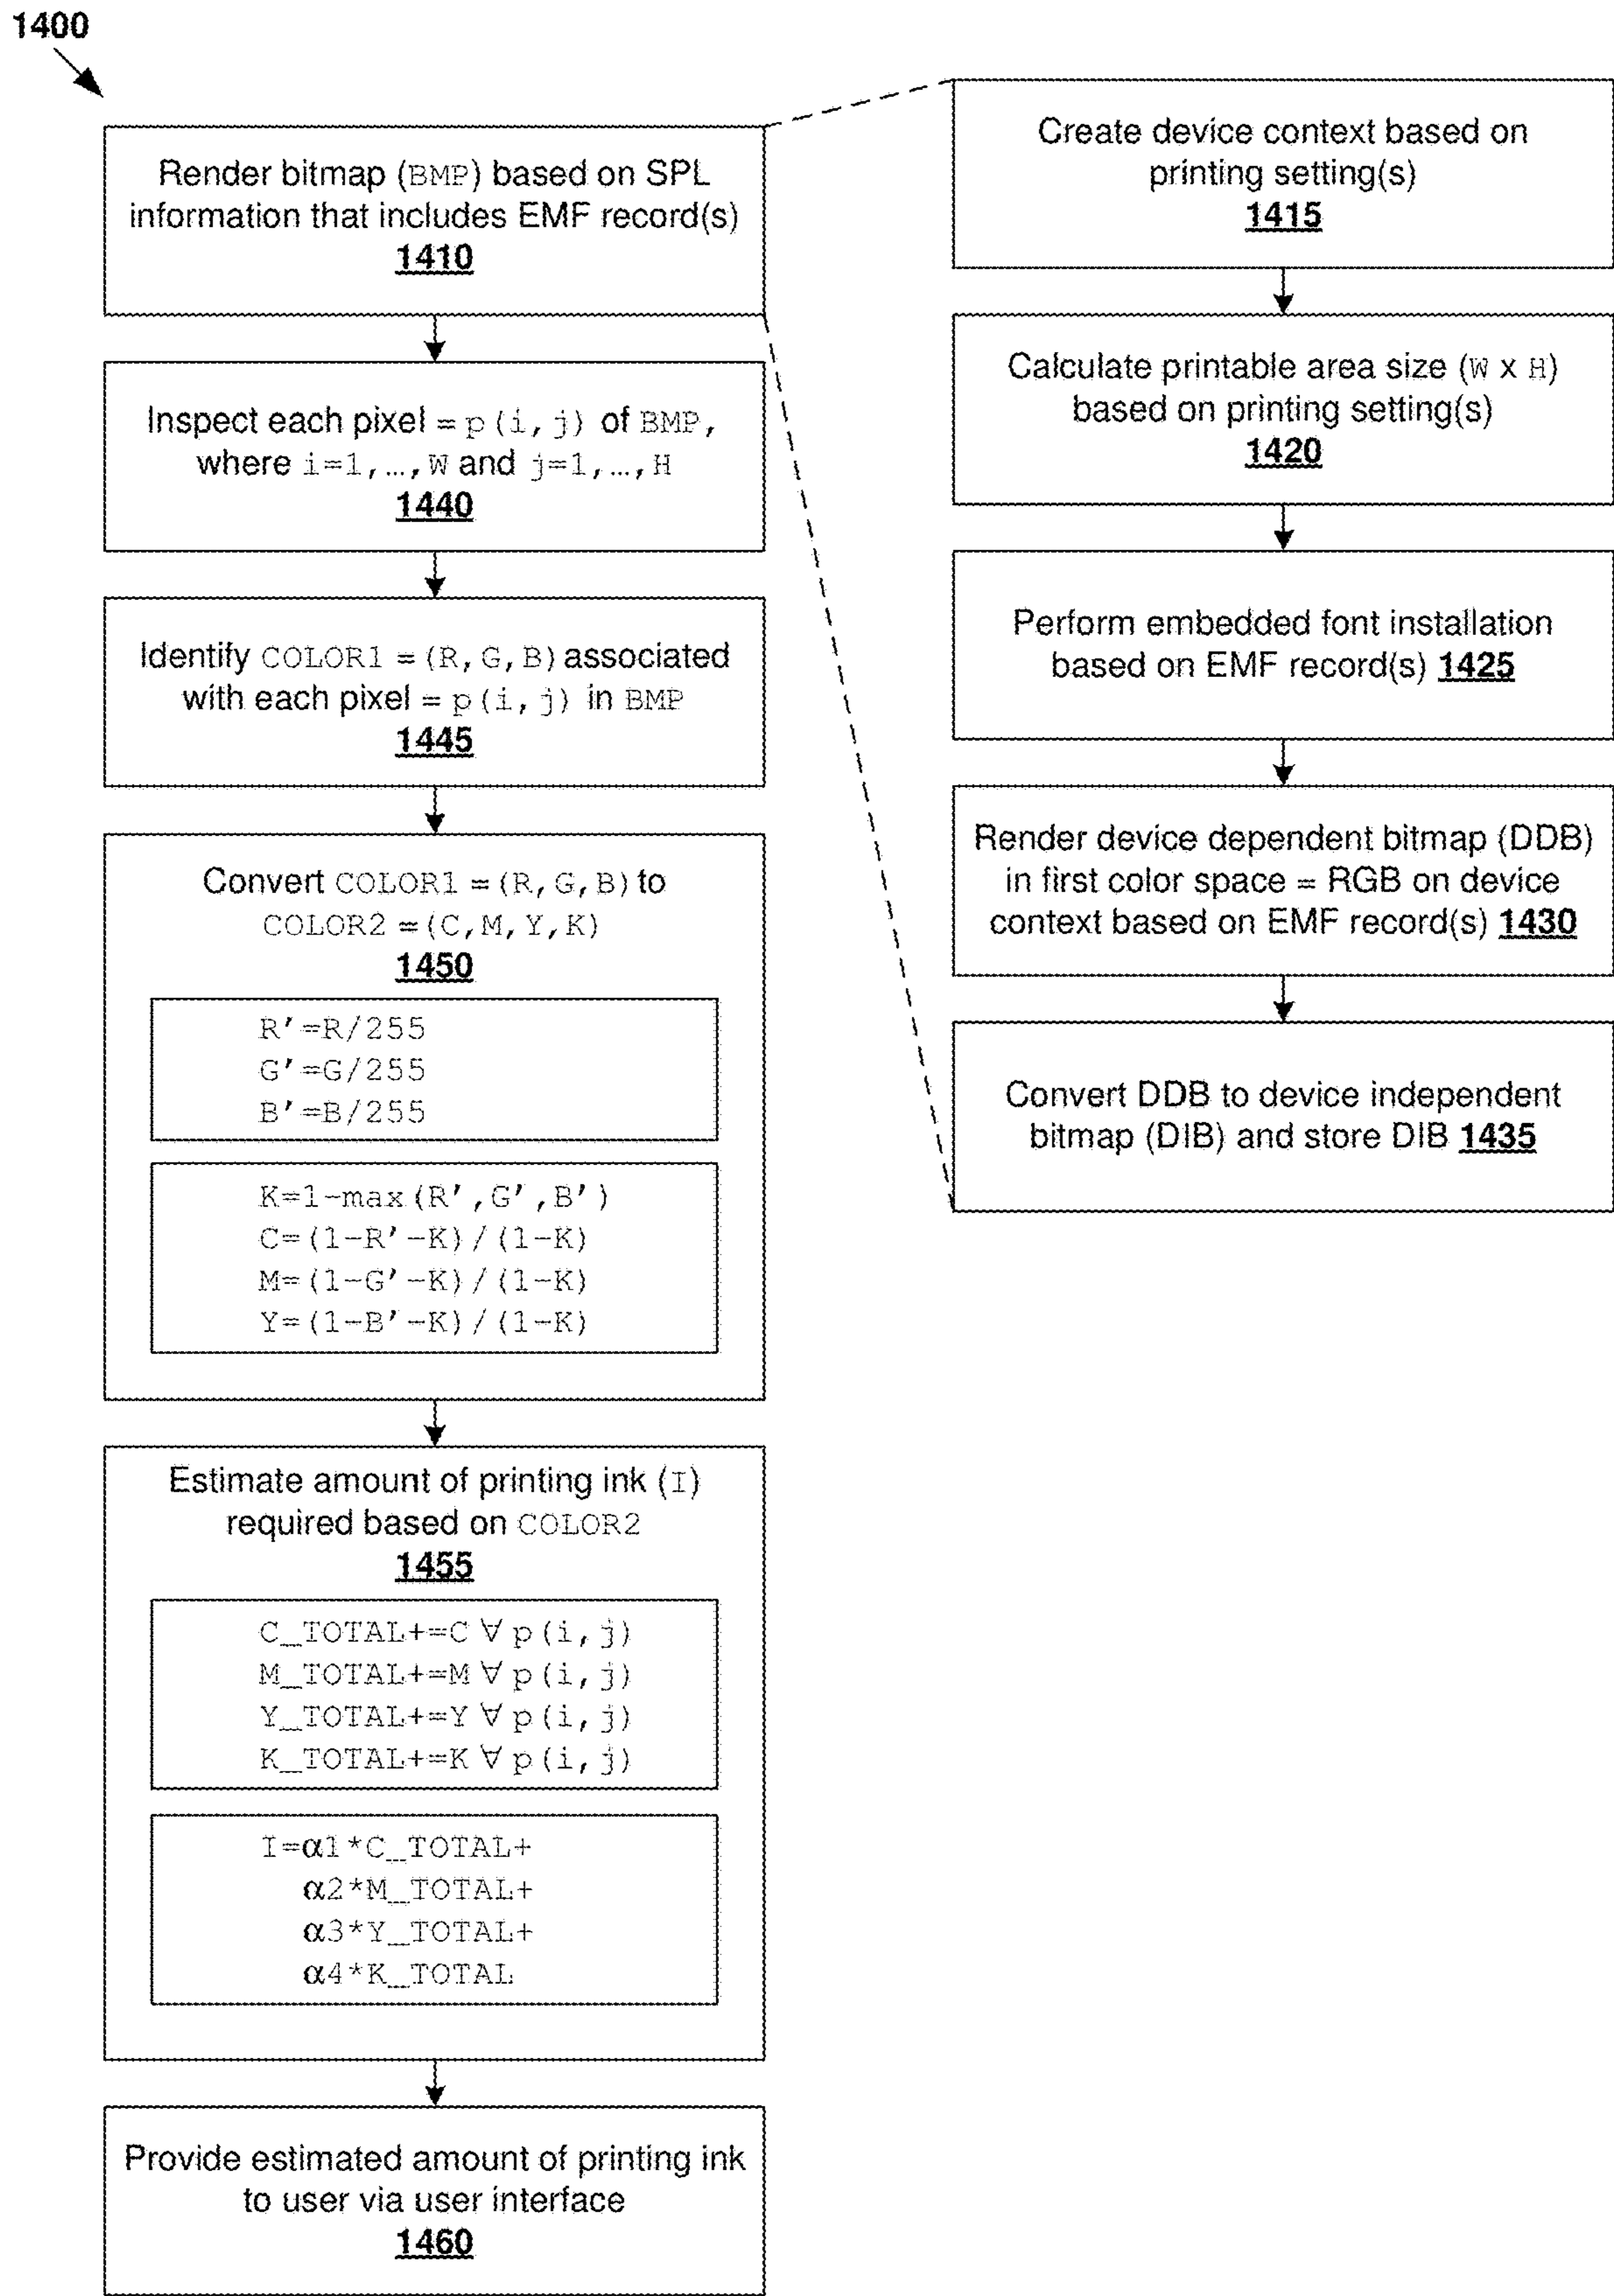 1400
Render bitmap (BMP) based on SPL
information that includes EMF record(s)
1410
Inspect each pixel = p(i,j) of BMP,
where i=1,…,W and j=1,…,H
1440
Identify COLOR1 = (R,G,B) associated
with each pixel = p(i,j) in BMP
1445
Convert COLOR1 = (R,G,B) to
COLOR2 = (C,M,Y,K)
1450
R'=R/255
G'=G/255
B'=B/255
K=1-max(R',G',B')
C=(1-R'-K)/(1-K)
M=(1-G'-K)/(1-K)
Y=(1-B'-K)/(1-K)
Estimate amount of printing ink (I)
required based on COLOR2
1455
C_TOTAL+=C ∀ p(i,j)
M_TOTAL+=M ∀ p(i,j)
Y_TOTAL+=Y ∀ p(i,j)
K_TOTAL+=K ∀ p(i,j)
I=α1*C_TOTAL+
α2*M_TOTAL+
α3*Y_TOTAL+
α4*K_TOTAL
Provide estimated amount of printing ink
to user via user interface
1460
Create device context based on
printing setting(s)
1415
Calculate printable area size (W x H)
based on printing setting(s)
1420
Perform embedded font installation
based on EMF record(s) 1425
Render device dependent bitmap (DDB)
in first color space = RGB on device
context based on EMF record(s) 1430
Convert DDB to device independent
bitmap (DIB) and store DIB 1435